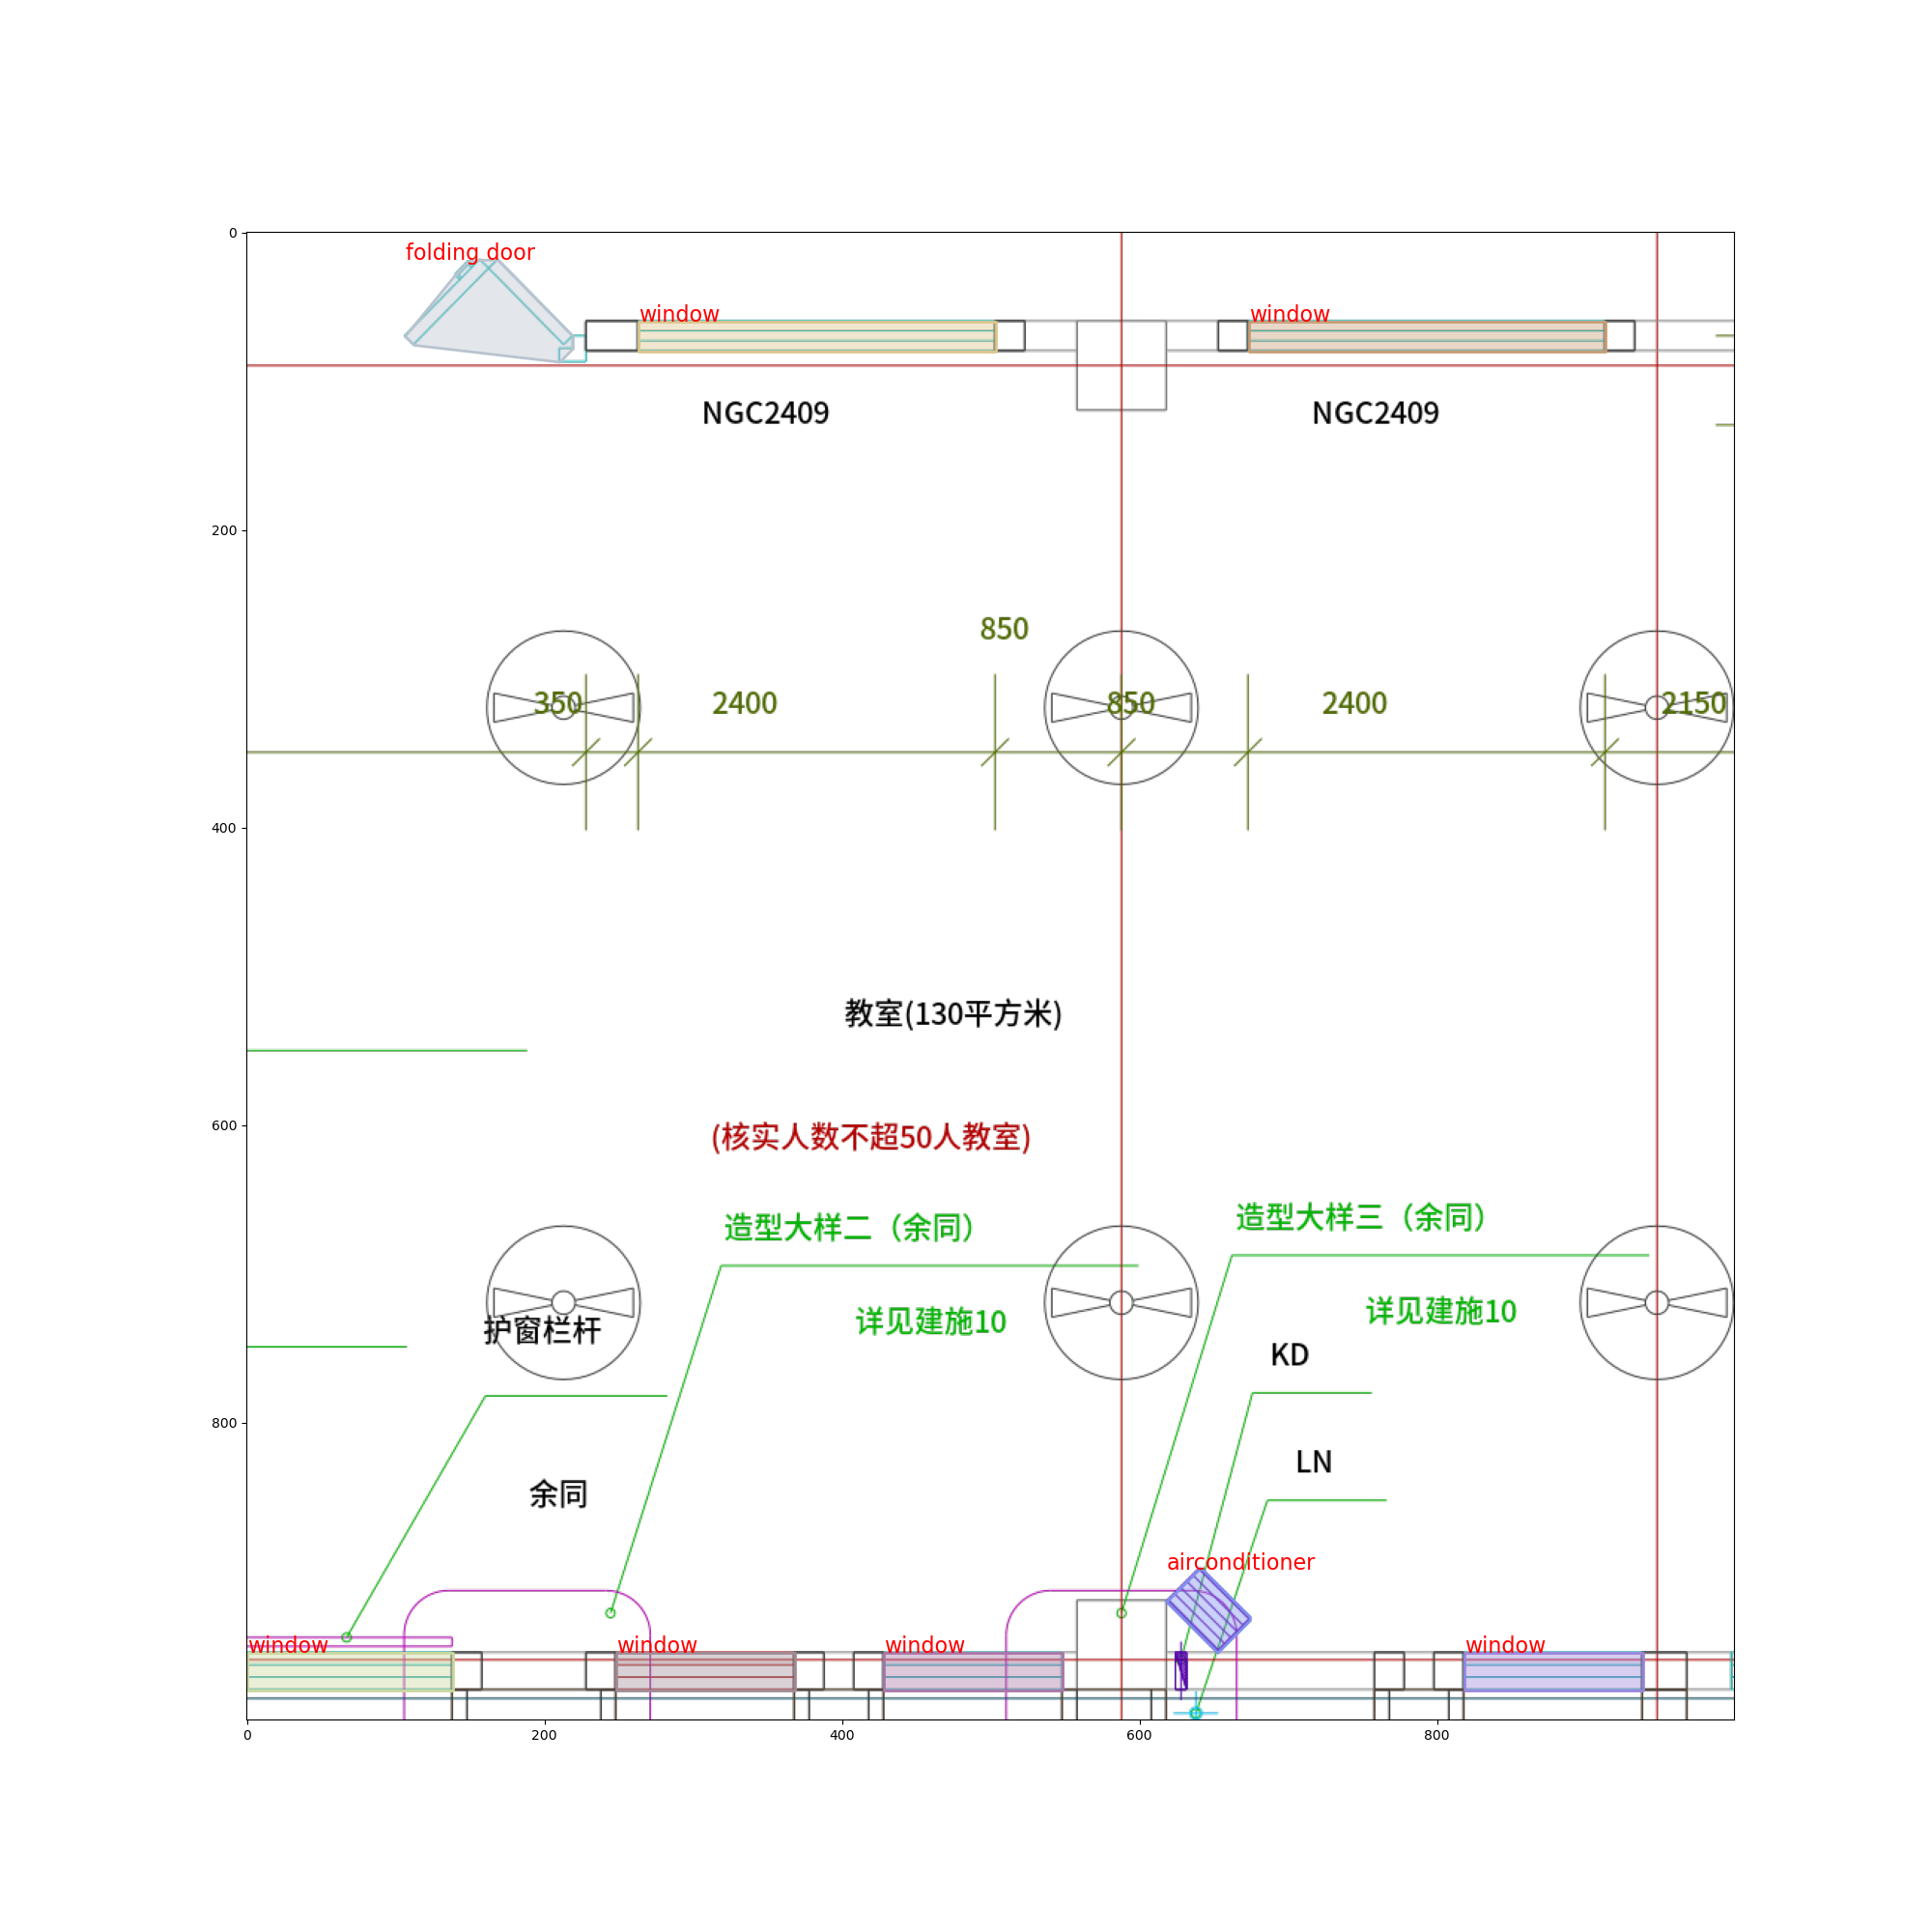 0
folding door
window
window
NGC2409
NGC2409
200
850
350
2400
850
2400
2150
400
教室(130平方米)
600
(核实人数不超50人教室)
造型大样二（余同）
造型大样三（余同）
详见建施10
详见建施10
护窗栏杆
KD
800
LN
余同
airconditioner
window
window
window
window
0
200
400
600
800